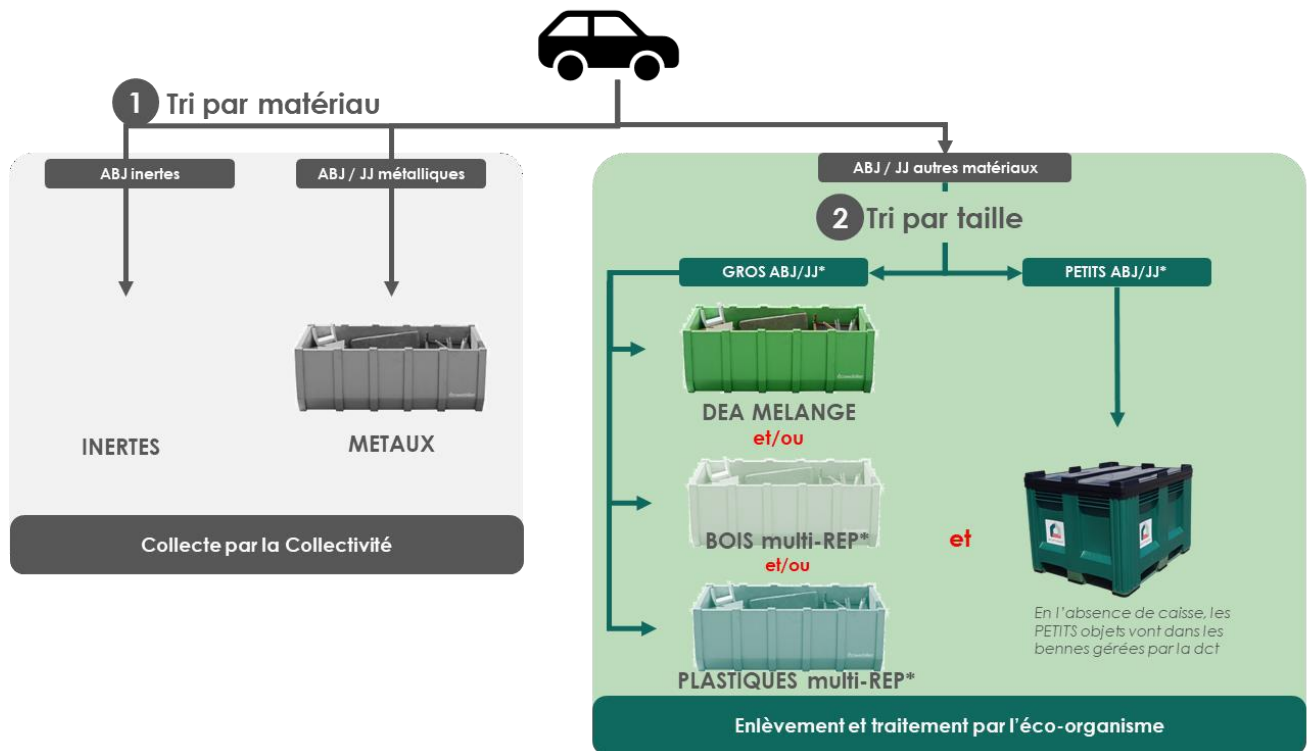 1 Tri par matériau
ABJ inertes
ABJ / JJ métalliques
INERTES
METAUX
Collecte par la Collectivité
ABJ / JJ autres matériaux
2 Tri par taille
GROS ABJ/JJ*
PETITS ABJ/JJ*
DEA MELANGE
et/ou
BOIS multi-REP*
et/ou
PLASTIQUES multi-REP*
et
En l'absence de caisse, les
PETITS objets vont dans les
bennes gérées par la dct
Enlèvement et traitement par l'éco-organisme